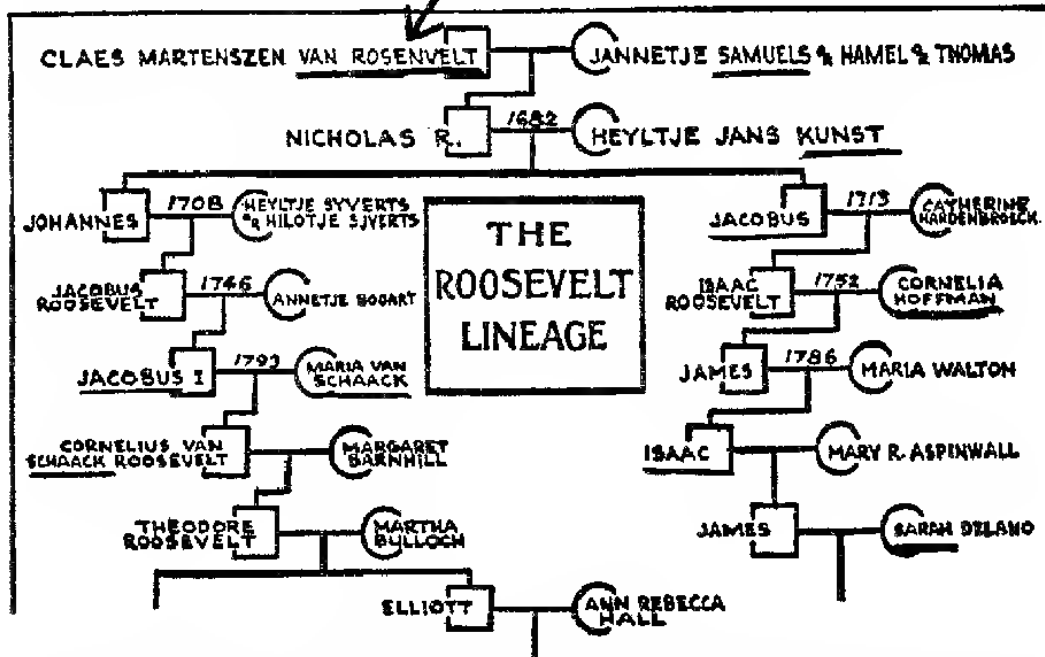 CLAES MARTENSZEN VAN ROSENVELT
JANNETJE SAMUELS & HAMEL & THOMAS
NICHOLAS R.
1682
HEYLTJE JANS KUNST
JOHANNES
1708
HEYLTJE SYVERTS
OR HILOTJE SJVERTS
THE
ROOSEVELT
LINEAGE
JACOBUS
1713
CATHERINE
HARDENBROECK.
JACOBUS
ROOSEVELT
1746
ANNETJE BOGART
ISAAC
ROOSEVELT
1752
CORNELIA
HOFFMAN
JACOBUS I
1793
MARIA VAN
SCHAACK
JAMES
1786
MARIA WALTON
CORNELIUS VAN
SCHAACK ROOSEVELT
MARGARET
BARNHILL
ISAAC
MARY R. ASPINWALL
THEODORE
ROOSEVELT
MARTHA
BULLOCH
JAMES
SARAH DELANO
ELLIOTT
ANN REBECCA
HALL